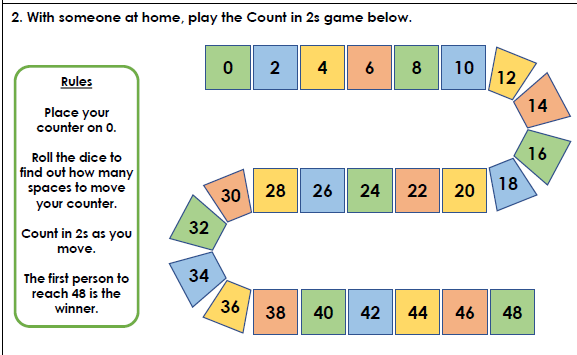 2. With someone at home, play the Count in 2s game below.
Rules
Place your
counter on 0.
Roll the dice to
find out how many
spaces to move
your counter.
Count in 2s as you
move.
The first person to
reach 48 is the
winner.
0 2 4 6 8 10 12
14
16
18
20
22
24
26
28
30
32
34
36
38 40 42 44 46 48